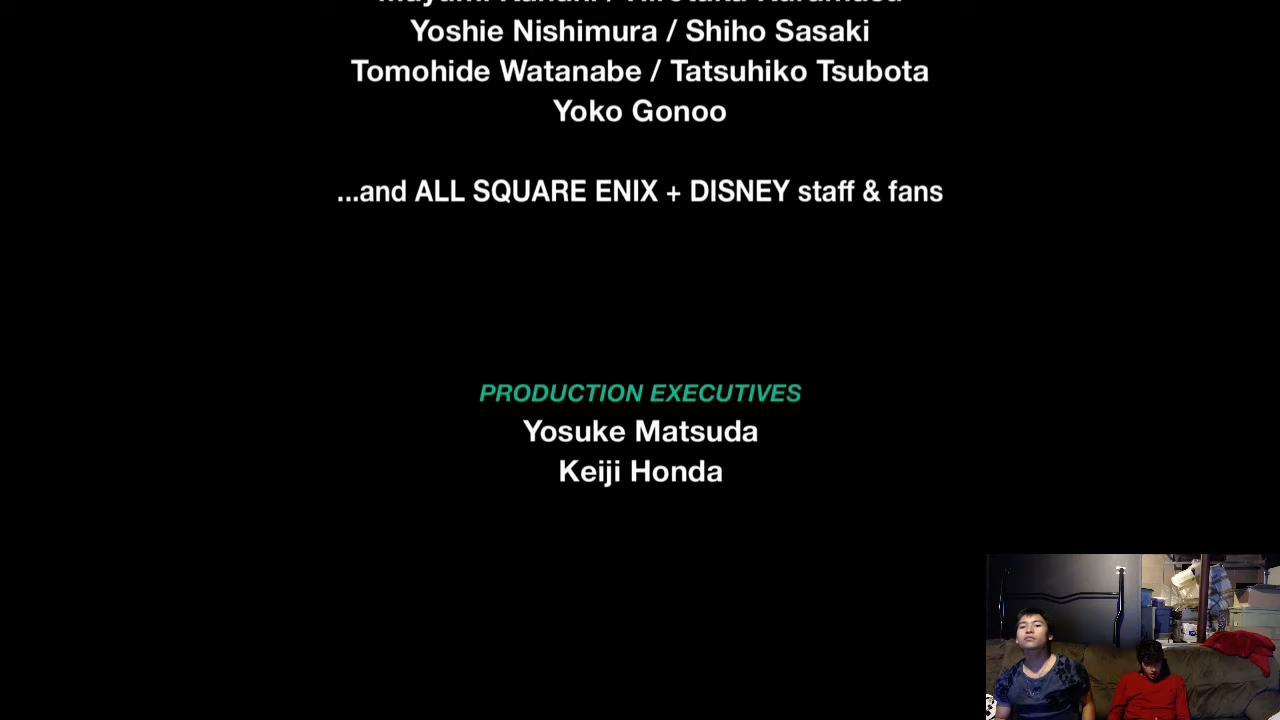 Yoshie Nishimura / Shiho Sasaki
Tomohide Watanabe / Tatsuhiko Tsubota
Yoko Gonoo
...and ALL SQUARE ENIX + DISNEY staff & fans
PRODUCTION EXECUTIVES
Yosuke Matsuda
Keiji Honda